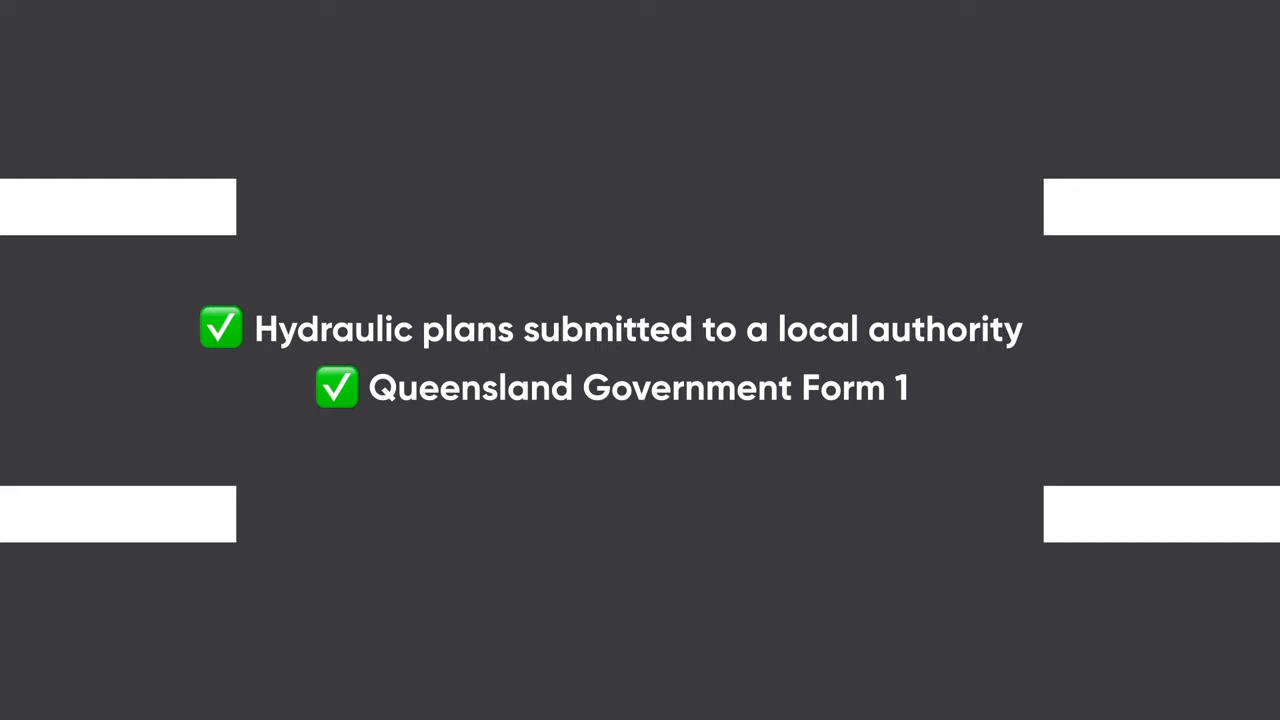 ✅ Hydraulic plans submitted to a local authority
✅ Queensland Government Form 1